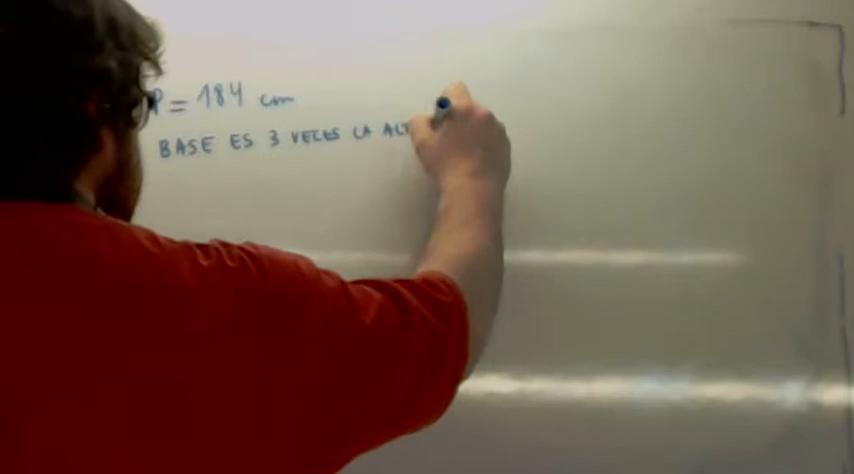 P = 184 cm
BASE ES 3 VECES LA ALT